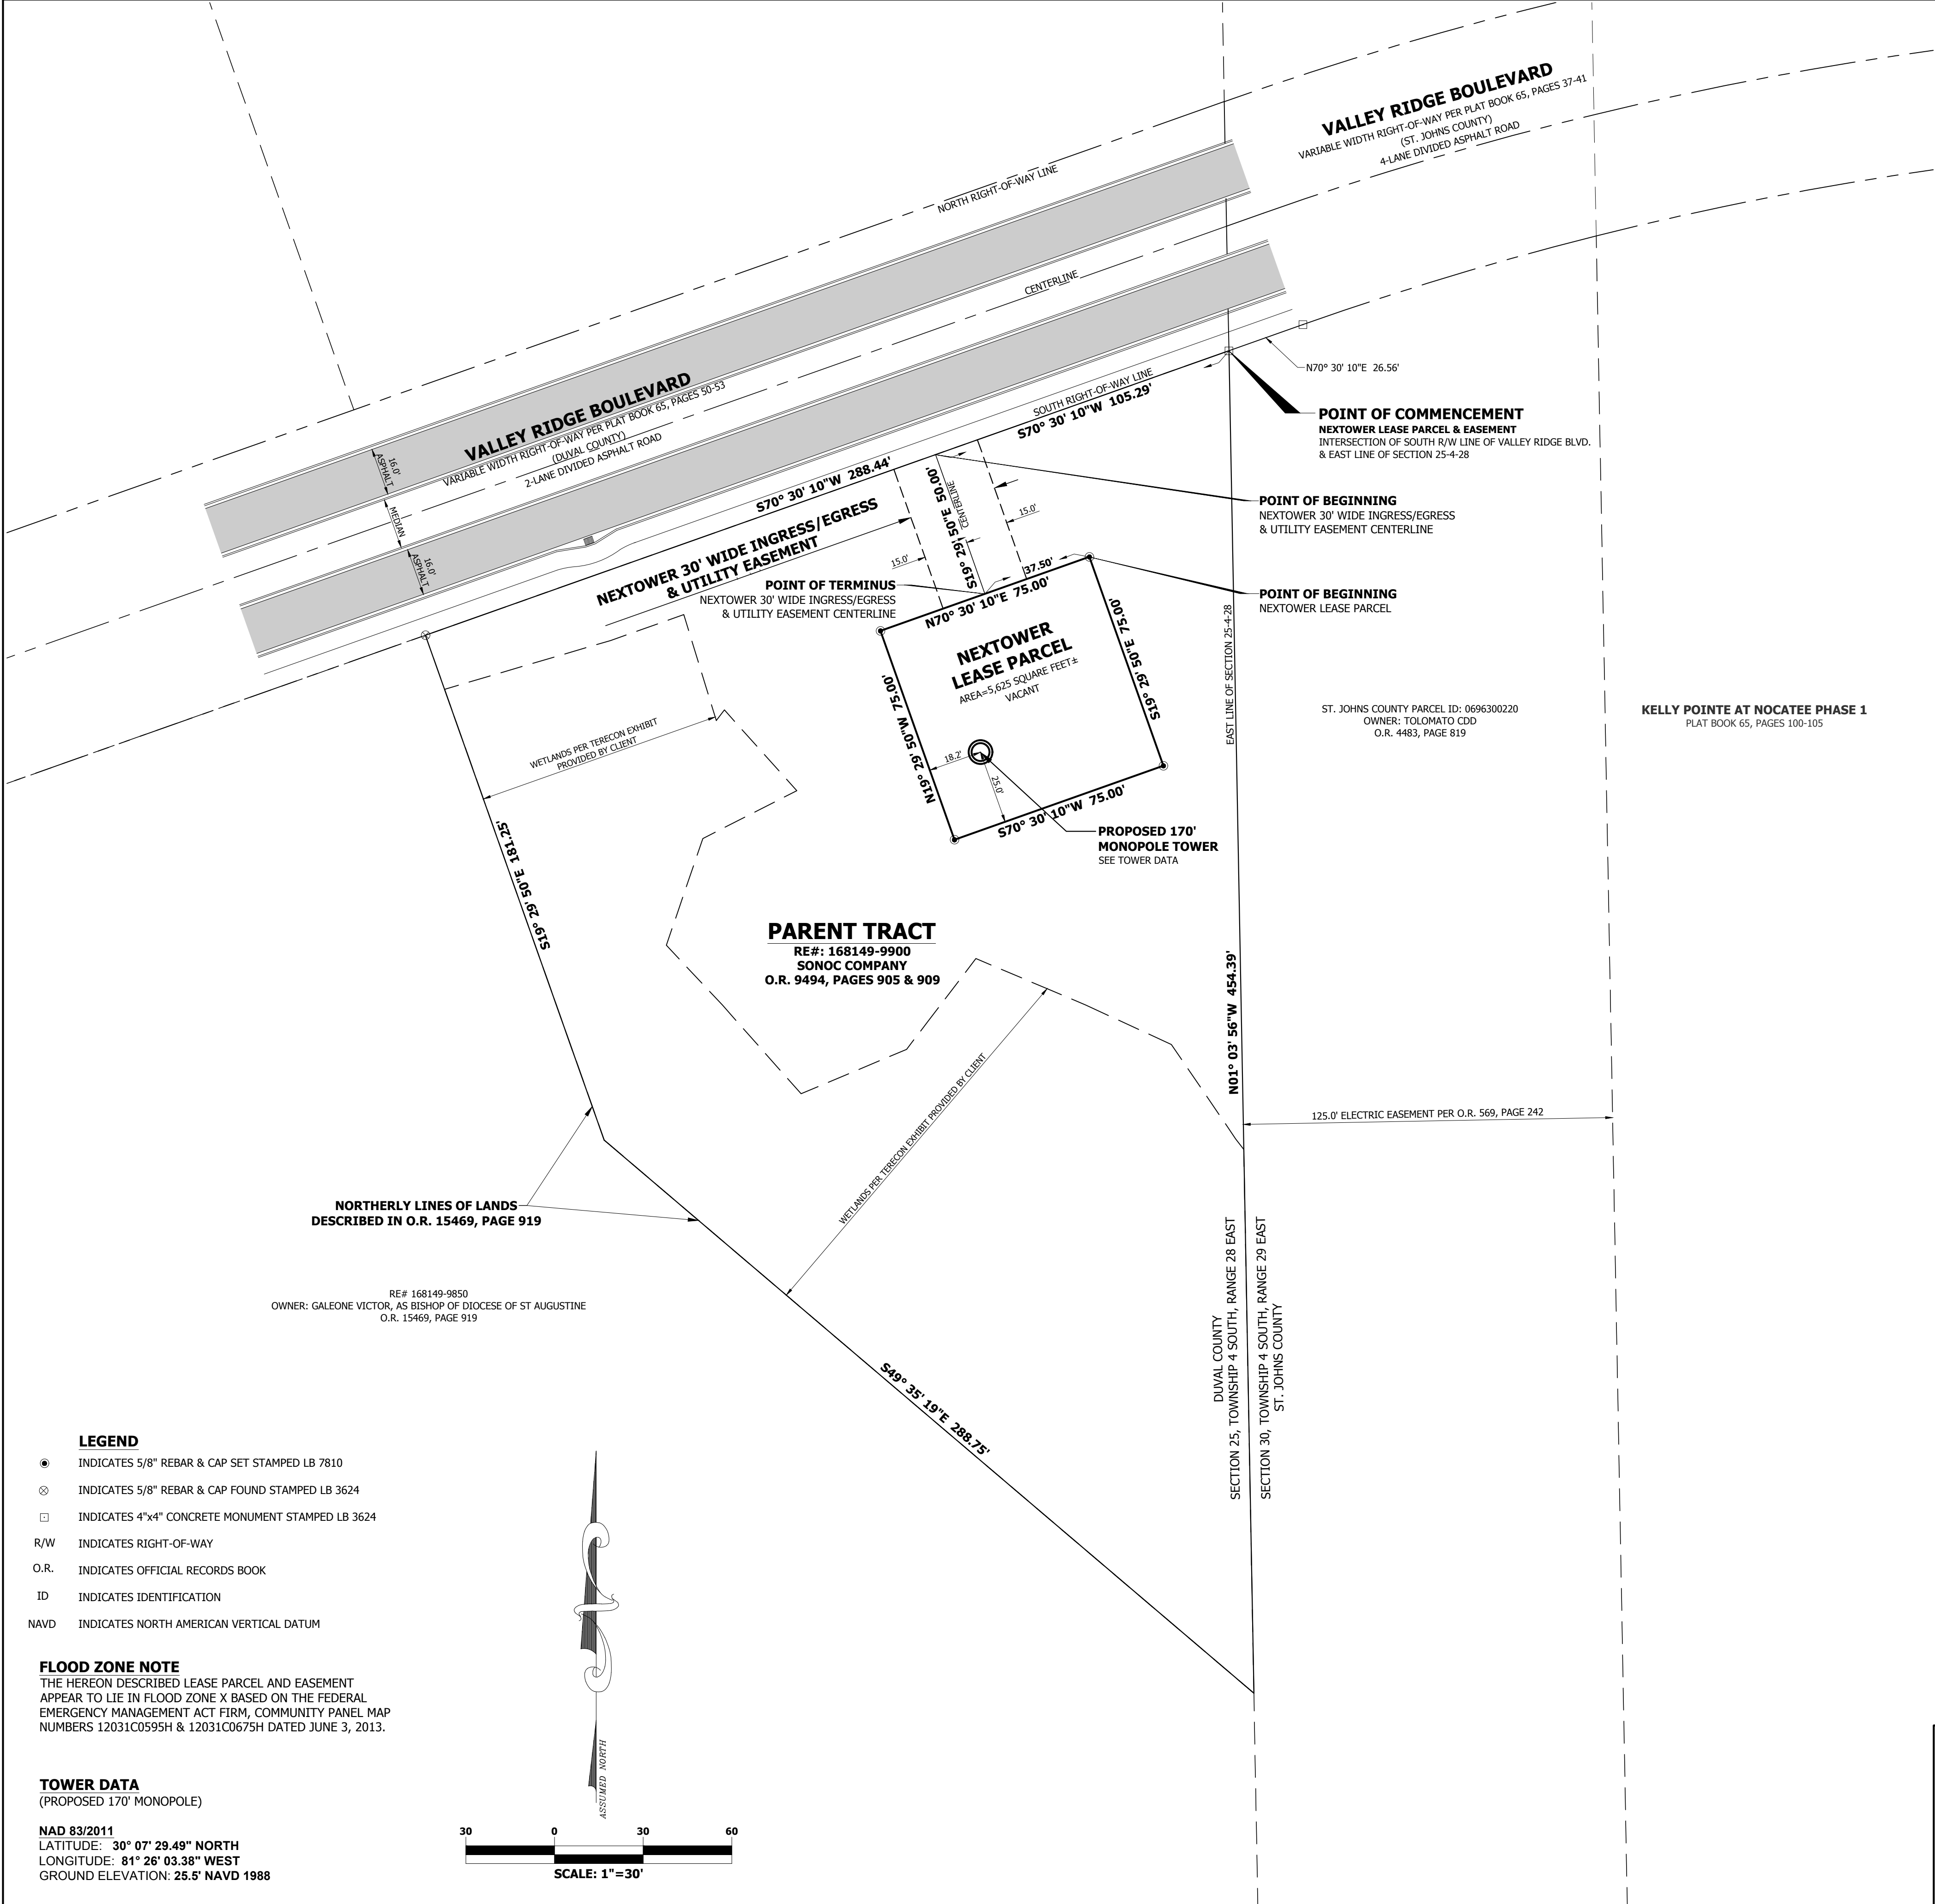 VALLEY RIDGE BOULEVARD
VARIABLE WIDTH RIGHT-OF-WAY PER PLAT BOOK 65, PAGES 37-41
(ST. JOHNS COUNTY)
4-LANE DIVIDED ASPHALT ROAD
NORTH RIGHT-OF-WAY LINE
CENTERLINE
N70° 30' 10"E 26.56'
VALLEY RIDGE BOULEVARD
VARIABLE WIDTH RIGHT-OF-WAY PER PLAT BOOK 65, PAGES 50-53
(DUVAL COUNTY)
2-LANE DIVIDED ASPHALT ROAD
16.0'
ASPHALT
MEDIAN
16.0'
ASPHALT
SOUTH RIGHT-OF-WAY LINE
S70° 30' 10"W 105.29'
POINT OF COMMENCEMENT
NEXTOWER LEASE PARCEL & EASEMENT
INTERSECTION OF SOUTH R/W LINE OF VALLEY RIDGE BLVD.
& EAST LINE OF SECTION 25-4-28
S70° 30' 10"W 288.44'
NEXTOWER 30' WIDE INGRESS/EGRESS
& UTILITY EASEMENT
S19° 29' 50"E 50.00'
CENTERLINE
15.0'
15.0'
POINT OF BEGINNING
NEXTOWER 30' WIDE INGRESS/EGRESS
& UTILITY EASEMENT CENTERLINE
POINT OF TERMINUS
NEXTOWER 30' WIDE INGRESS/EGRESS
& UTILITY EASEMENT CENTERLINE
37.50'
N70° 30' 10"E 75.00'
POINT OF BEGINNING
NEXTOWER LEASE PARCEL
NEXTOWER
LEASE PARCEL
AREA=5,625 SQUARE FEET±
VACANT
S19° 29' 50"E 75.00'
N19° 29' 50"W 75.00'
18.2'
25.0'
S70° 30' 10"W 75.00'
PROPOSED 170'
MONOPOLE TOWER
SEE TOWER DATA
EAST LINE OF SECTION 25-4-28
ST. JOHNS COUNTY PARCEL ID: 0696300220
OWNER: TOLOMATO CDD
O.R. 4483, PAGE 819
KELLY POINTE AT NOCATEE PHASE 1
PLAT BOOK 65, PAGES 100-105
WETLANDS PER TERECON EXHIBIT
PROVIDED BY CLIENT
S19° 29' 50"E 181.25'
PARENT TRACT
RE#: 168149-9900
SONOC COMPANY
O.R. 9494, PAGES 905 & 909
N01° 03' 56"W 454.39'
WETLANDS PER TERECON EXHIBIT PROVIDED BY CLIENT
125.0' ELECTRIC EASEMENT PER O.R. 569, PAGE 242
NORTHERLY LINES OF LANDS
DESCRIBED IN O.R. 15469, PAGE 919
RE# 168149-9850
OWNER: GALEONE VICTOR, AS BISHOP OF DIOCESE OF ST AUGUSTINE
O.R. 15469, PAGE 919
DUVAL COUNTY
SECTION 25, TOWNSHIP 4 SOUTH, RANGE 28 EAST
SECTION 30, TOWNSHIP 4 SOUTH, RANGE 29 EAST
ST. JOHNS COUNTY
S49° 35' 19"E 288.75'
LEGEND
INDICATES 5/8" REBAR & CAP SET STAMPED LB 7810
INDICATES 5/8" REBAR & CAP FOUND STAMPED LB 3624
INDICATES 4"x4" CONCRETE MONUMENT STAMPED LB 3624
R/W INDICATES RIGHT-OF-WAY
O.R. INDICATES OFFICIAL RECORDS BOOK
ID INDICATES IDENTIFICATION
NAVD INDICATES NORTH AMERICAN VERTICAL DATUM
FLOOD ZONE NOTE
THE HEREON DESCRIBED LEASE PARCEL AND EASEMENT
APPEAR TO LIE IN FLOOD ZONE X BASED ON THE FEDERAL
EMERGENCY MANAGEMENT ACT FIRM, COMMUNITY PANEL MAP
NUMBERS 12031C0595H & 12031C0675H DATED JUNE 3, 2013.
TOWER DATA
(PROPOSED 170' MONOPOLE)
NAD 83/2011
LATITUDE: 30° 07' 29.49" NORTH
LONGITUDE: 81° 26' 03.38" WEST
GROUND ELEVATION: 25.5' NAVD 1988
ASSUMED NORTH
30 0 30 60
SCALE: 1"=30'